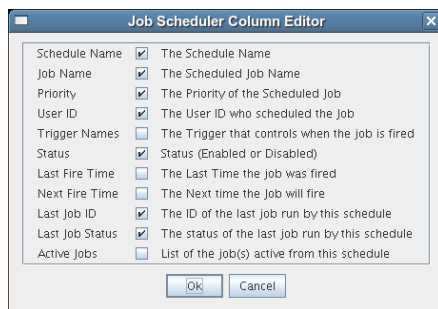 Job Scheduler Column Editor
Schedule Name The Schedule Name
Job Name The Scheduled Job Name
Priority The Priority of the Scheduled Job
User ID The User ID who scheduled the Job
Trigger Names The Trigger that controls when the job is fired
Status Status (Enabled or Disabled)
Last Fire Time The Last Time the job was fired
Next Fire Time The Next time the Job will fire
Last Job ID The ID of the last job run by this schedule
Last Job Status The status of the last job run by this schedule
Active Jobs List of the job(s) active from this schedule
Ok Cancel